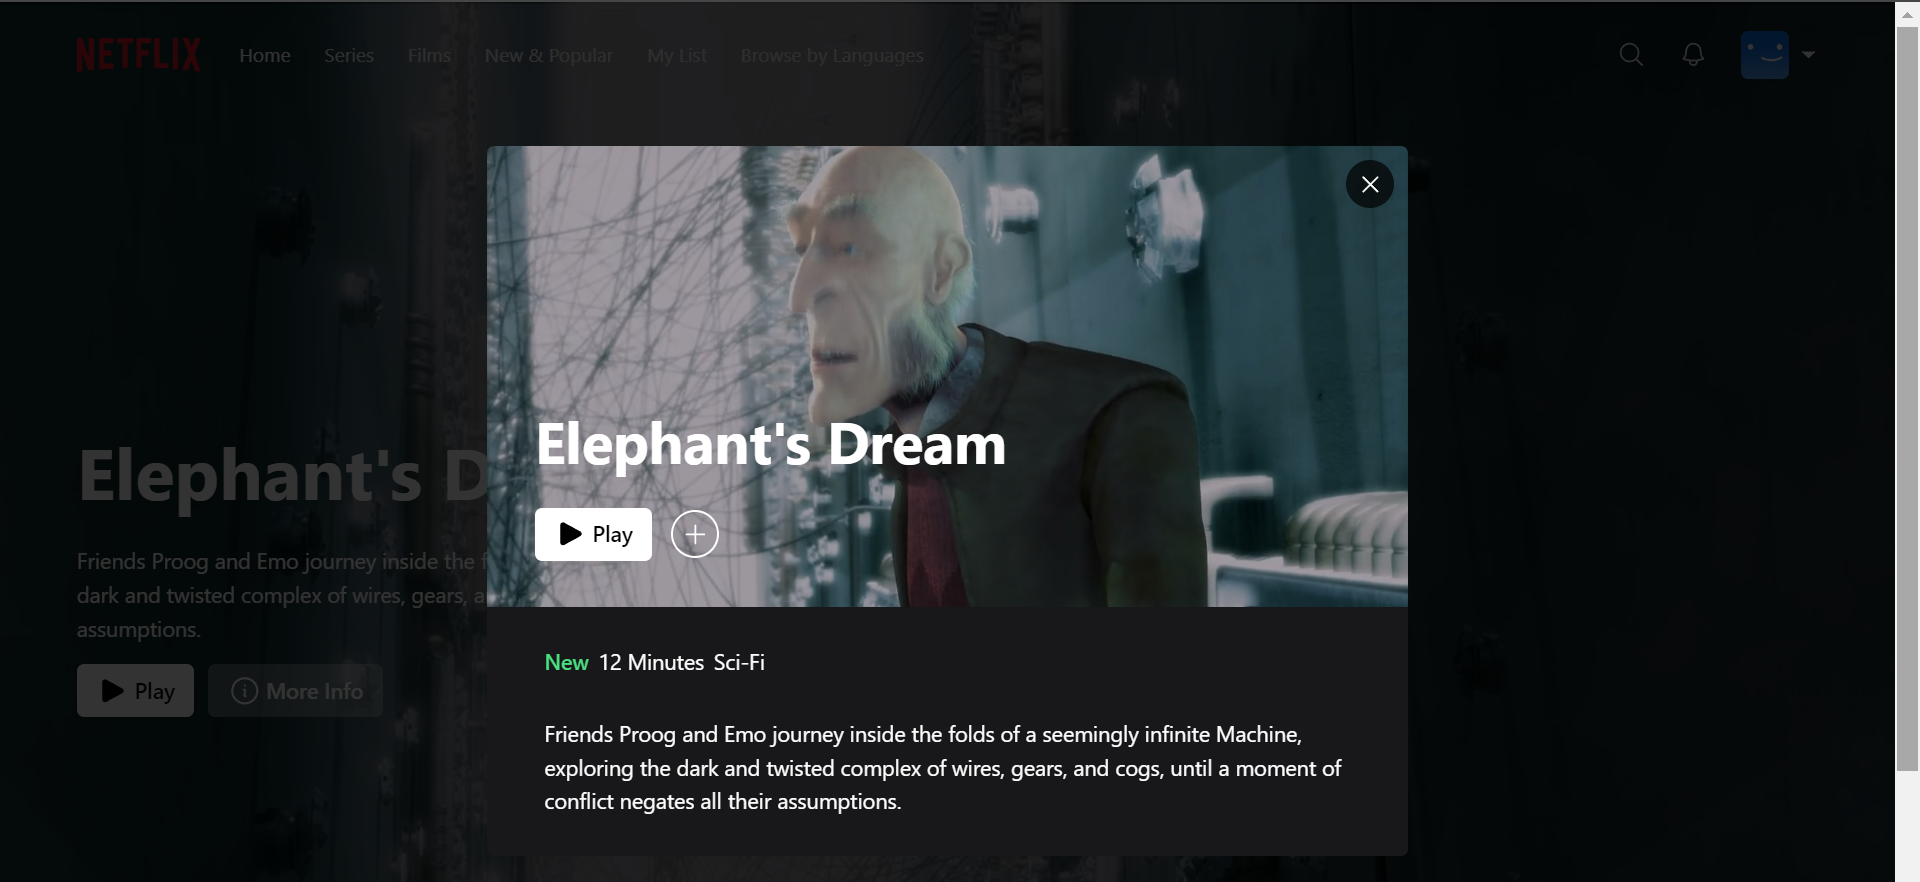 NETFLIX Home Series Films New & Popular My List Browse by Languages
Elephant's D
Friends Proog and Emo journey inside the f
dark and twisted complex of wires, gears, a
assumptions.
Play More Info
Elephant's Dream
Play
New 12 Minutes Sci-Fi
Friends Proog and Emo journey inside the folds of a seemingly infinite Machine,
exploring the dark and twisted complex of wires, gears, and cogs, until a moment of
conflict negates all their assumptions.